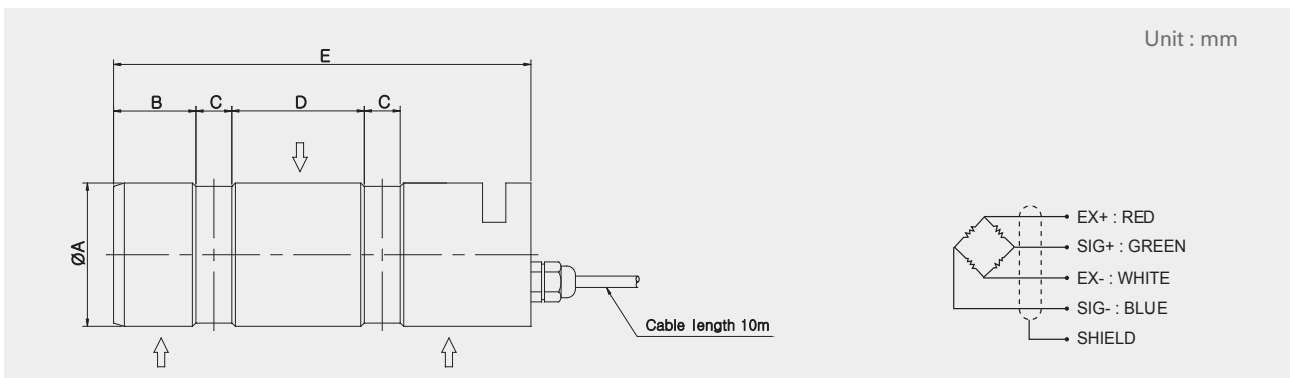 Unit : mm
E
B C D C
ØA
Cable length 10m
EX+ : RED
SIG+ : GREEN
EX- : WHITE
SIG- : BLUE
SHIELD